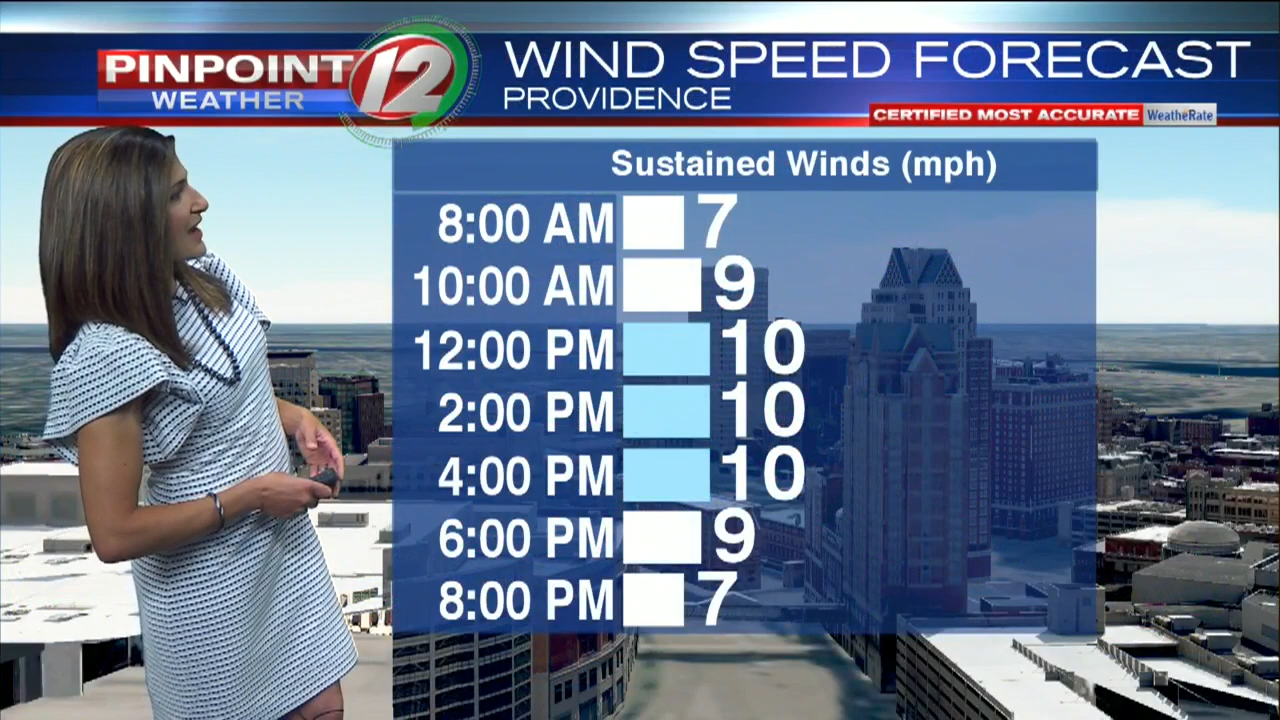 PINPOINT 12
WEATHER
WIND SPEED FORECAST
PROVIDENCE
CERTIFIED MOST ACCURATE WeatheRate
Sustained Winds (mph)
8:00 AM 7
10:00 AM 9
12:00 PM 10
2:00 PM 10
4:00 PM 10
6:00 PM 9
8:00 PM 7